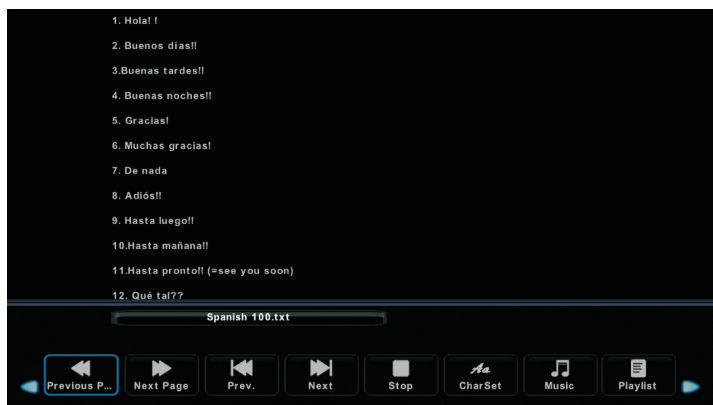 1. Hola! !
2. Buenos días!!
3.Buenas tardes!!
4. Buenas noches!!
5. Gracias!
6. Muchas gracias!
7. De nada
8. Adiós!!
9. Hasta luego!!
10.Hasta mañana!!
11.Hasta pronto!! (=see you soon)
12. Qué tal??
Spanish 100.txt
Previous P... Next Page Prev. Next Stop CharSet Music Playlist